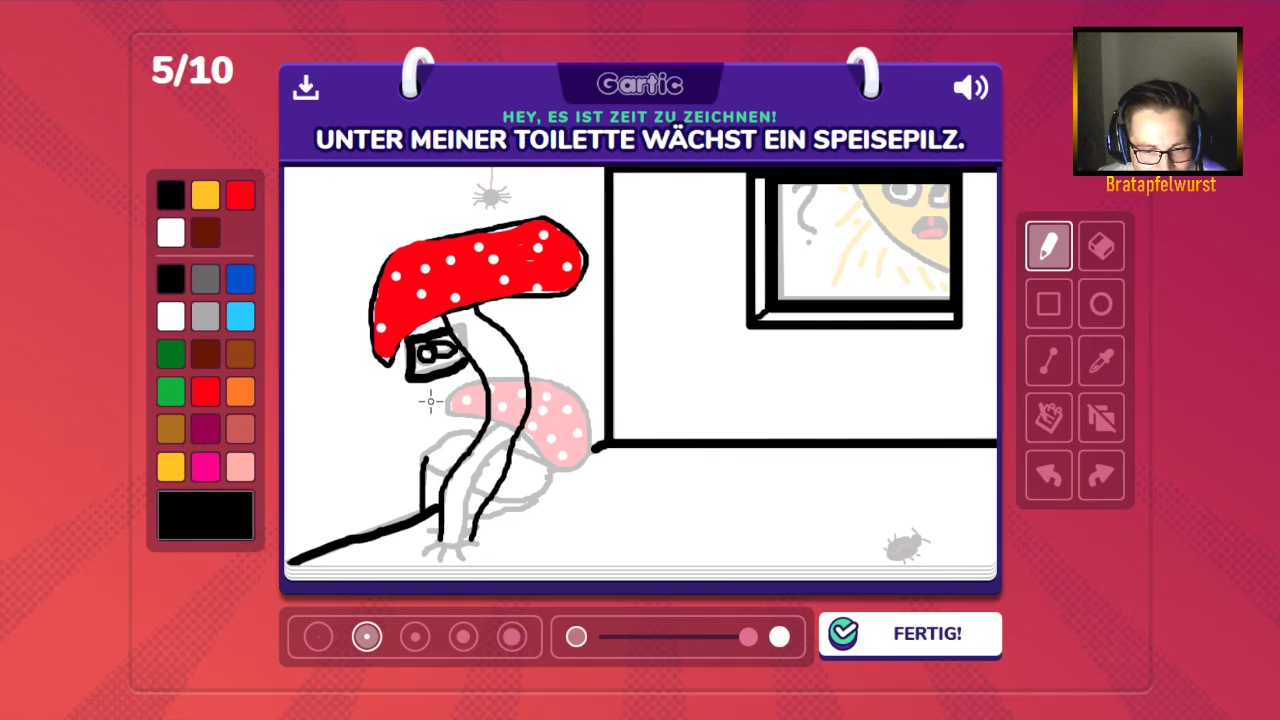 5/10
Gartic
HEY, ES IST ZEIT ZU ZEICHNEN!
UNTER MEINER TOILETTE WÄCHST EIN SPEISEPILZ.
Bratapfelwurst
?
FERTIG!